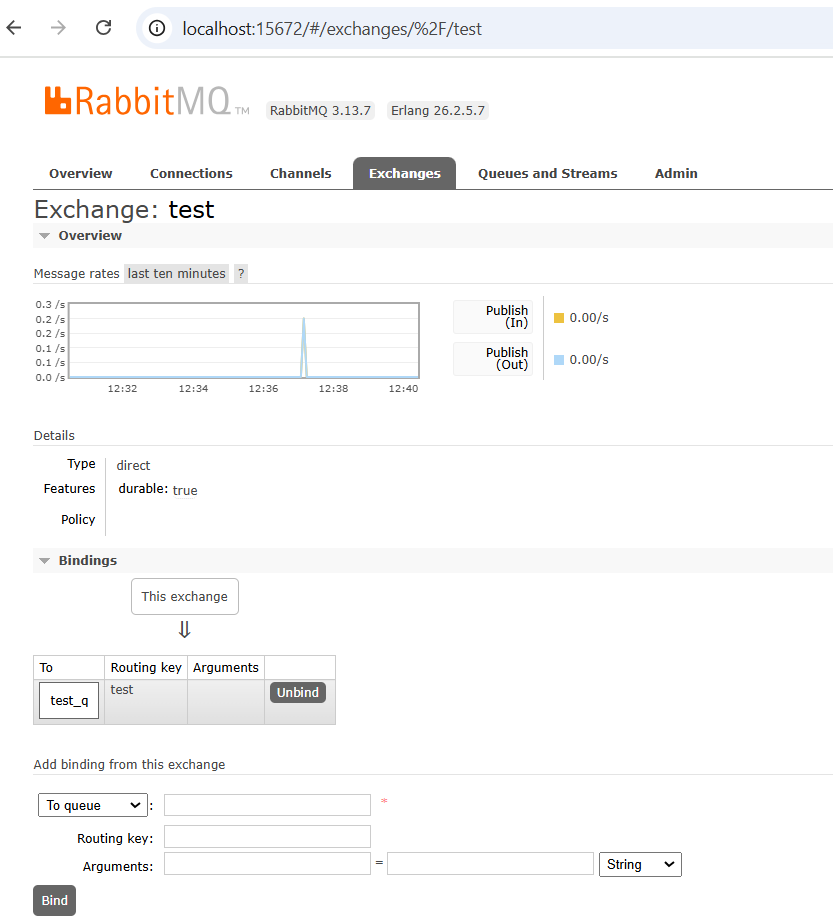 localhost:15672/#/exchanges/%2F/test
RabbitMQ TM RabbitMQ 3.13.7 Erlang 26.2.5.7
Overview Connections Channels Exchanges Queues and Streams Admin
Exchange: test
Overview
Message rates last ten minutes ?
0.3 /s
0.2 /s
0.2 /s
0.1 /s
0.1 /s
0.0 /s
12:32 12:34 12:36 12:38 12:40
Publish
(In)
0.00/s
Publish
(Out)
0.00/s
Details
Type direct
Features durable: true
Policy
Bindings
This exchange
⇓
To Routing key Arguments
test_q test Unbind
Add binding from this exchange
To queue : *
Routing key:
Arguments: = String
Bind